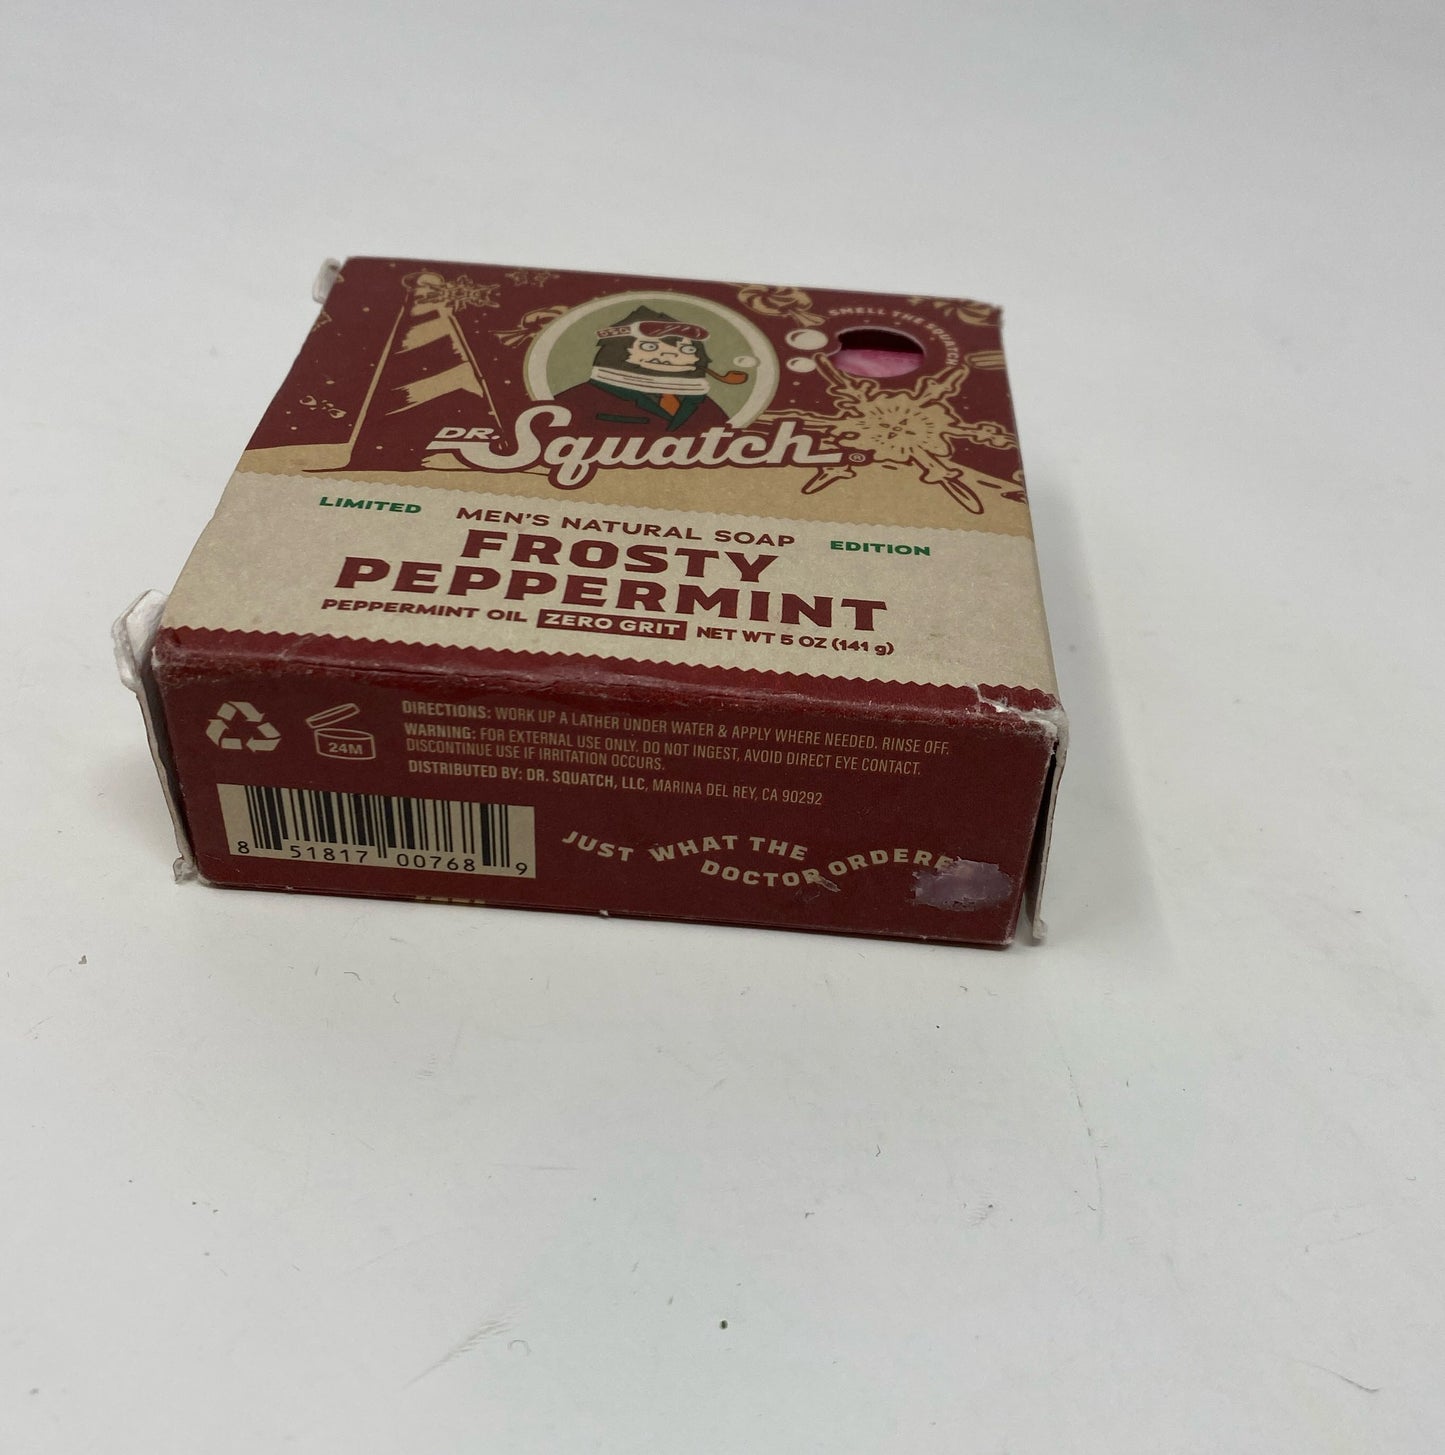 SMELL THE SQUATCH
DR. Squatch®
LIMITED MEN'S NATURAL SOAP EDITION
FROSTY
PEPPERMINT
PEPPERMINT OIL ZERO GRIT NET WT 5 OZ (141 g)
24M
DIRECTIONS: WORK UP A LATHER UNDER WATER & APPLY WHERE NEEDED. RINSE OFF.
WARNING: FOR EXTERNAL USE ONLY. DO NOT INGEST, AVOID DIRECT EYE CONTACT.
DISCONTINUE USE IF IRRITATION OCCURS.
DISTRIBUTED BY: DR. SQUATCH, LLC, MARINA DEL REY, CA 90292
8 51817 00768 9
JUST WHAT THE
DOCTOR ORDERE